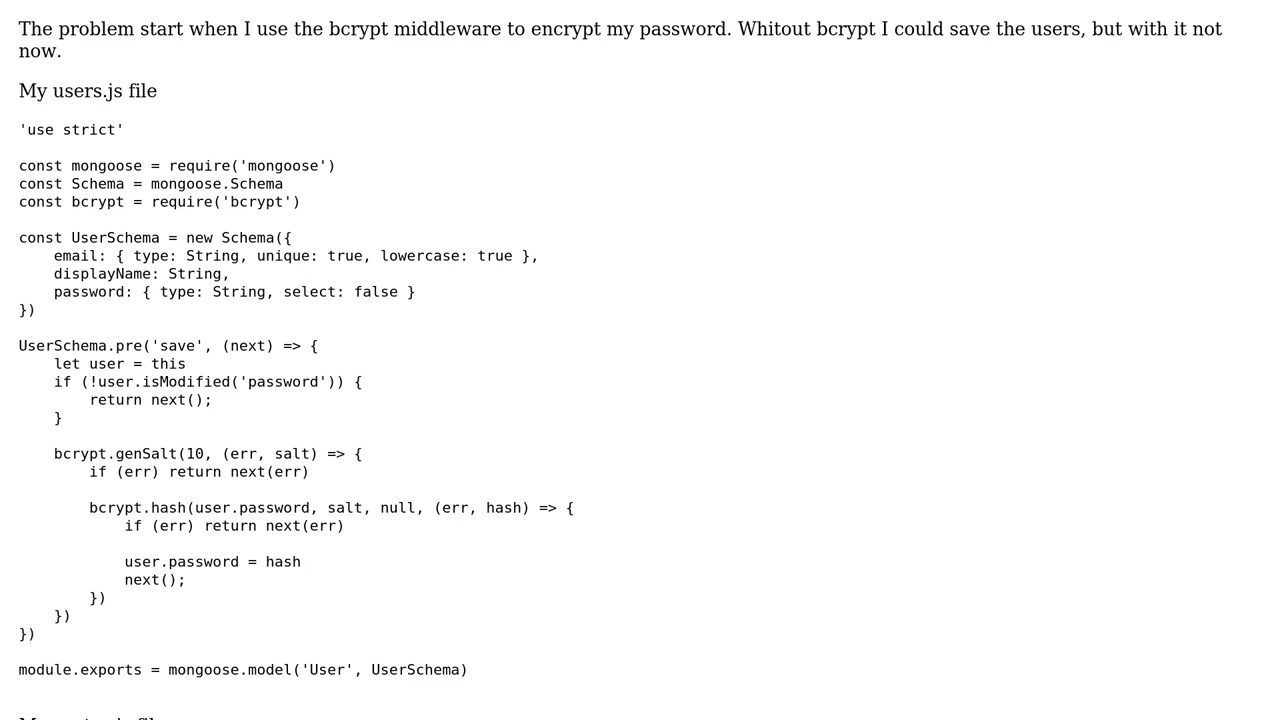 The problem start when I use the bcrypt middleware to encrypt my password. Whitout bcrypt I could save the users, but with it not
now.
My users.js file
'use strict'
const mongoose = require('mongoose')
const Schema = mongoose.Schema
const bcrypt = require('bcrypt')
const UserSchema = new Schema({
    email: { type: String, unique: true, lowercase: true },
    displayName: String,
    password: { type: String, select: false }
})
UserSchema.pre('save', (next) => {
    let user = this
    if (!user.isModified('password')) {
        return next();
    }
    bcrypt.genSalt(10, (err, salt) => {
        if (err) return next(err)
        bcrypt.hash(user.password, salt, null, (err, hash) => {
            if (err) return next(err)
            user.password = hash
            next();
        })
    })
})
module.exports = mongoose.model('User', UserSchema)